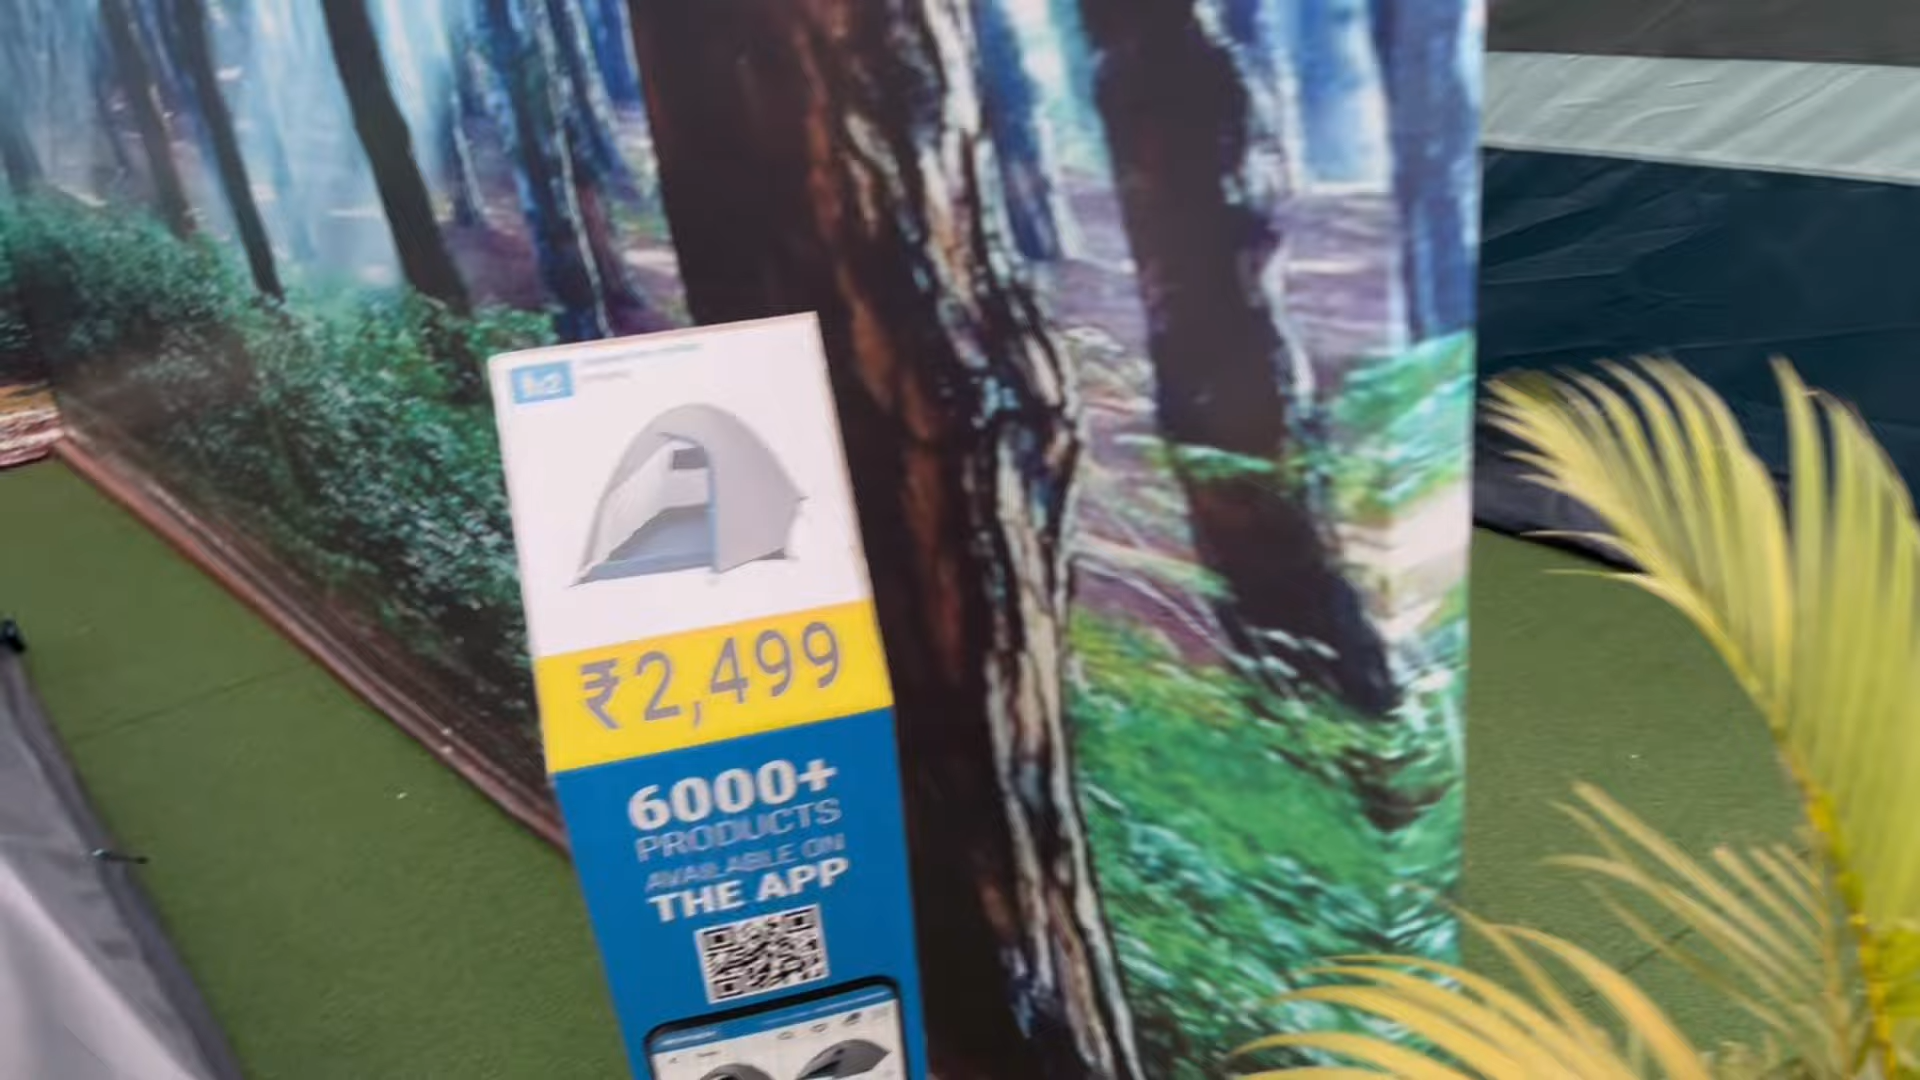 ₹2,499
6000+
PRODUCTS
AVAILABLE ON
THE APP